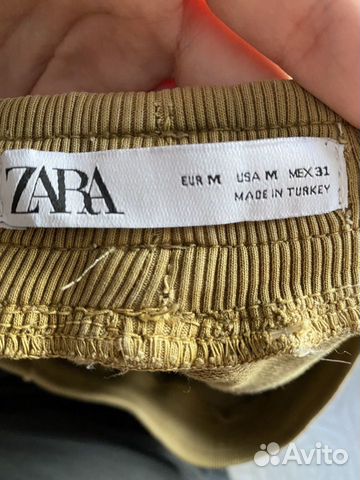 ZARA
EUR M USA M MEX 31
MADE IN TURKEY
Avito